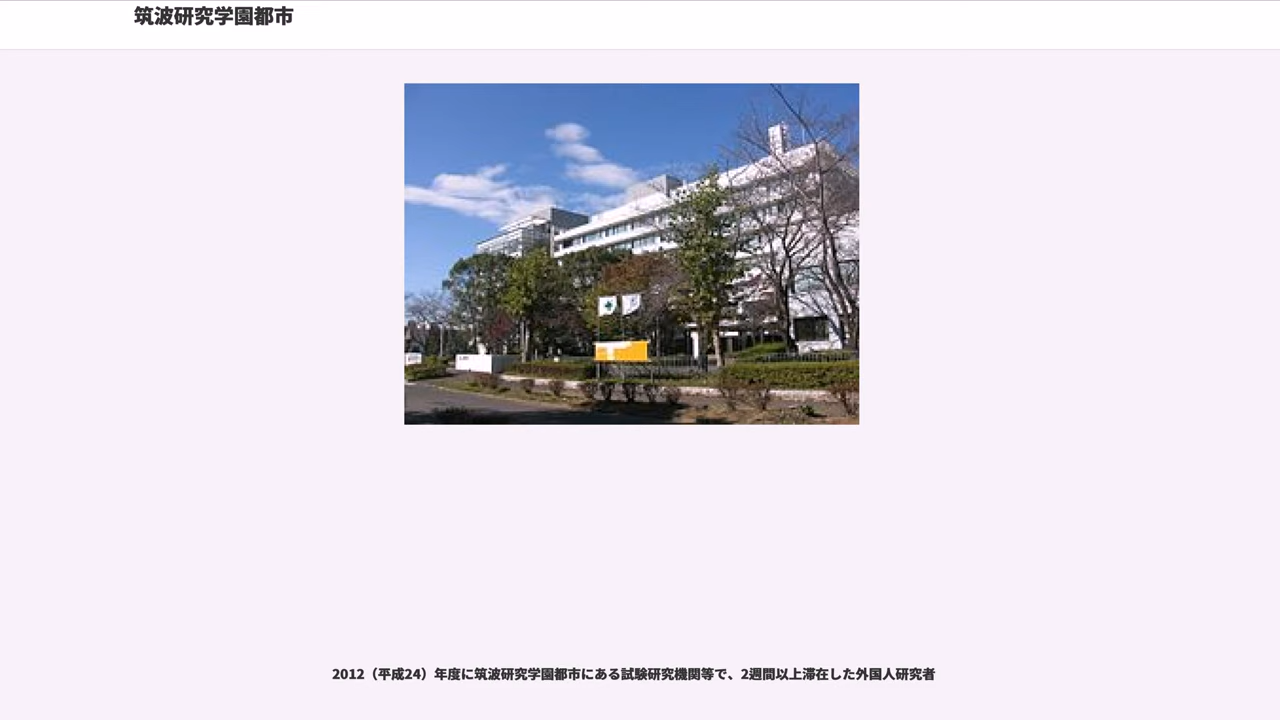 筑波研究学園都市
2012（平成24）年度に筑波研究学園都市にある試験研究機関等で、2週間以上滞在した外国人研究者